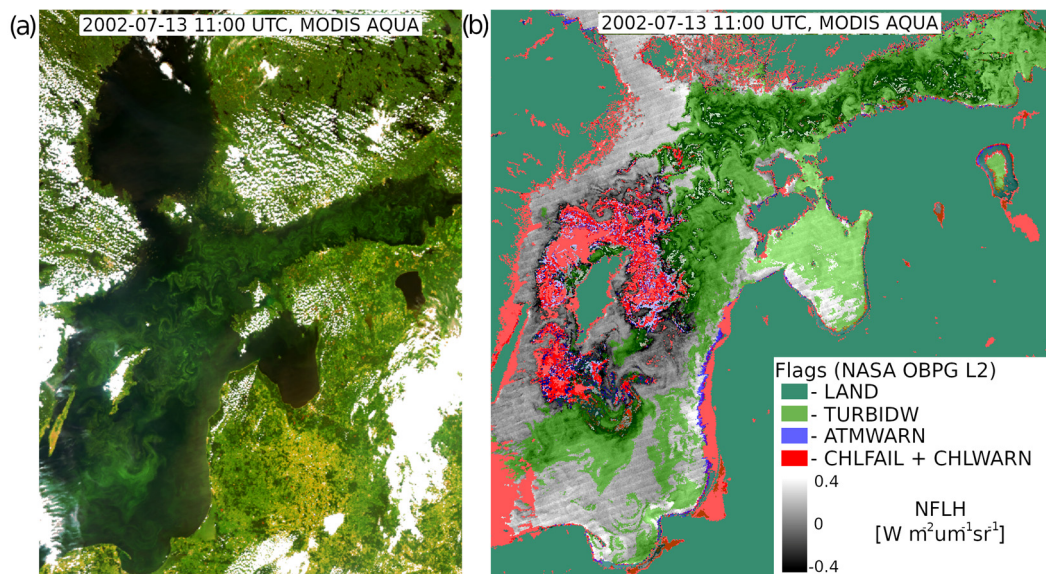 (a)
2002-07-13 11:00 UTC, MODIS AQUA
(b)
2002-07-13 11:00 UTC, MODIS AQUA
Flags (NASA OBPG L2)
- LAND
- TURBIDW
- ATMWARN
- CHLFAIL + CHLWARN
0.4
0
-0.4
NFLH
[W m²um⁻¹sr⁻¹]